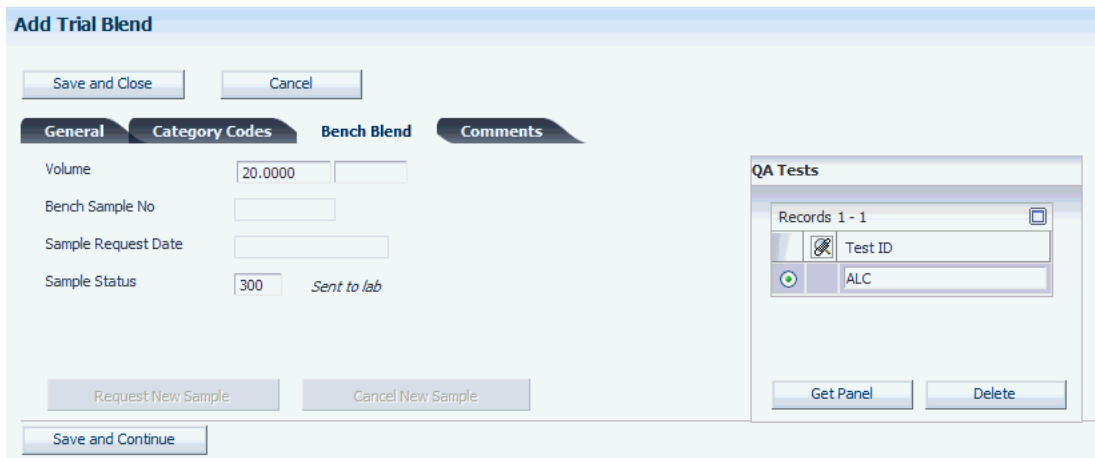 Add Trial Blend
Save and Close Cancel
General Category Codes Bench Blend Comments
Volume 20.0000
Bench Sample No
Sample Request Date
Sample Status 300 Sent to lab
QA Tests
Records 1 - 1
Test ID
ALC
Request New Sample Cancel New Sample
Get Panel Delete
Save and Continue